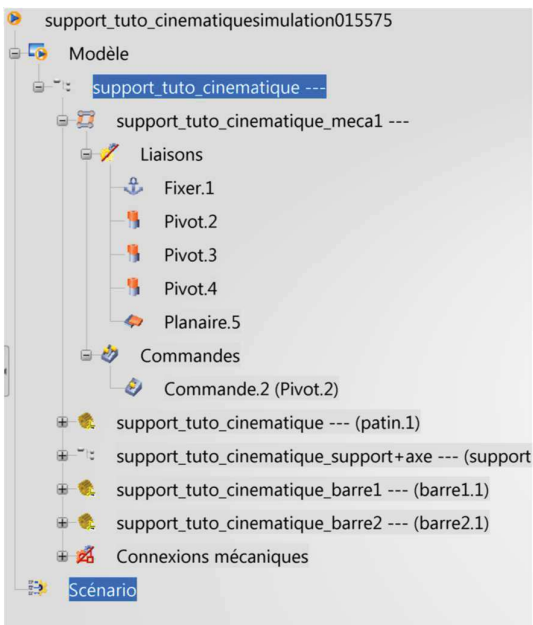 support_tuto_cinematiquesimulation015575
Modèle
support_tuto_cinematique ---
support_tuto_cinematique_meca1 ---
Liaisons
Fixer.1
Pivot.2
Pivot.3
Pivot.4
Planaire.5
Commandes
Commande.2 (Pivot.2)
support_tuto_cinematique --- (patin.1)
support_tuto_cinematique_support+axe --- (support
support_tuto_cinematique_barre1 --- (barre1.1)
support_tuto_cinematique_barre2 --- (barre2.1)
Connexions mécaniques
Scénario